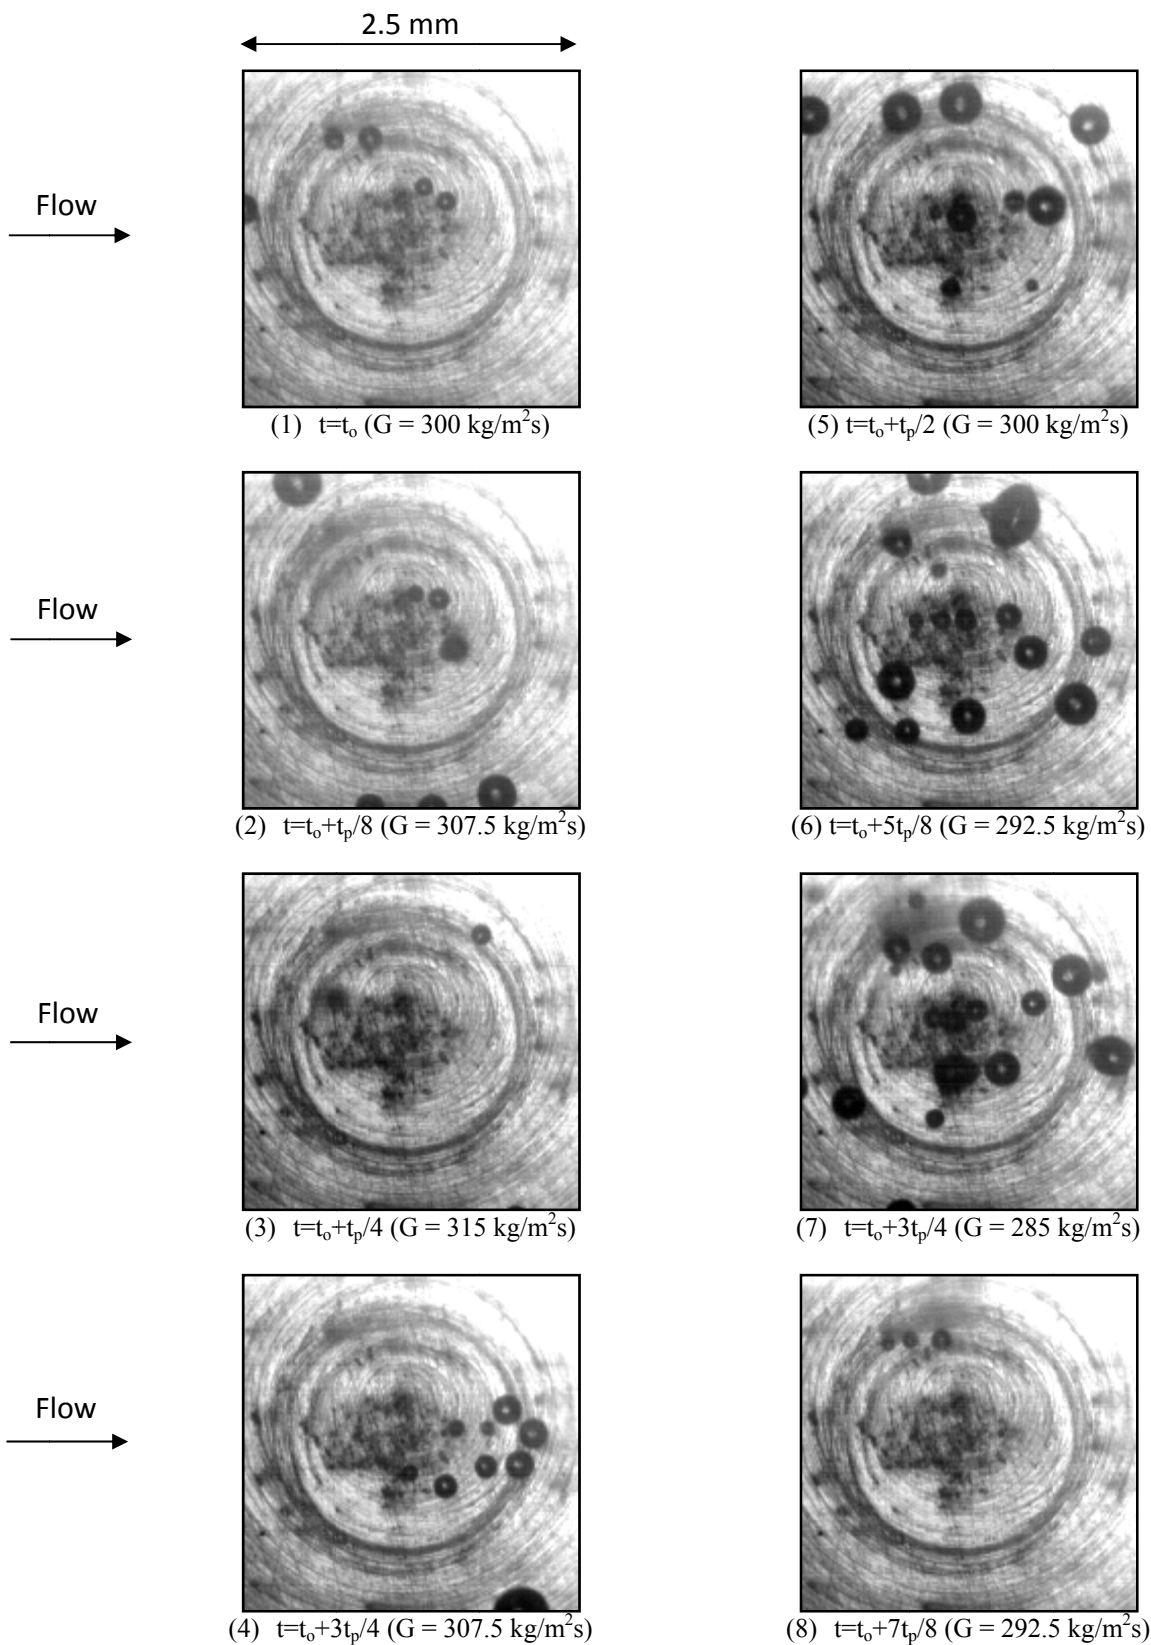 2.5 mm
Flow
(1) t=tₒ (G = 300 kg/m²s)
(5) t=tₒ+tₚ/2 (G = 300 kg/m²s)
Flow
(2) t=tₒ+tₚ/8 (G = 307.5 kg/m²s)
(6) t=tₒ+5tₚ/8 (G = 292.5 kg/m²s)
Flow
(3) t=tₒ+tₚ/4 (G = 315 kg/m²s)
(7) t=tₒ+3tₚ/4 (G = 285 kg/m²s)
Flow
(4) t=tₒ+3tₚ/4 (G = 307.5 kg/m²s)
(8) t=tₒ+7tₚ/8 (G = 292.5 kg/m²s)